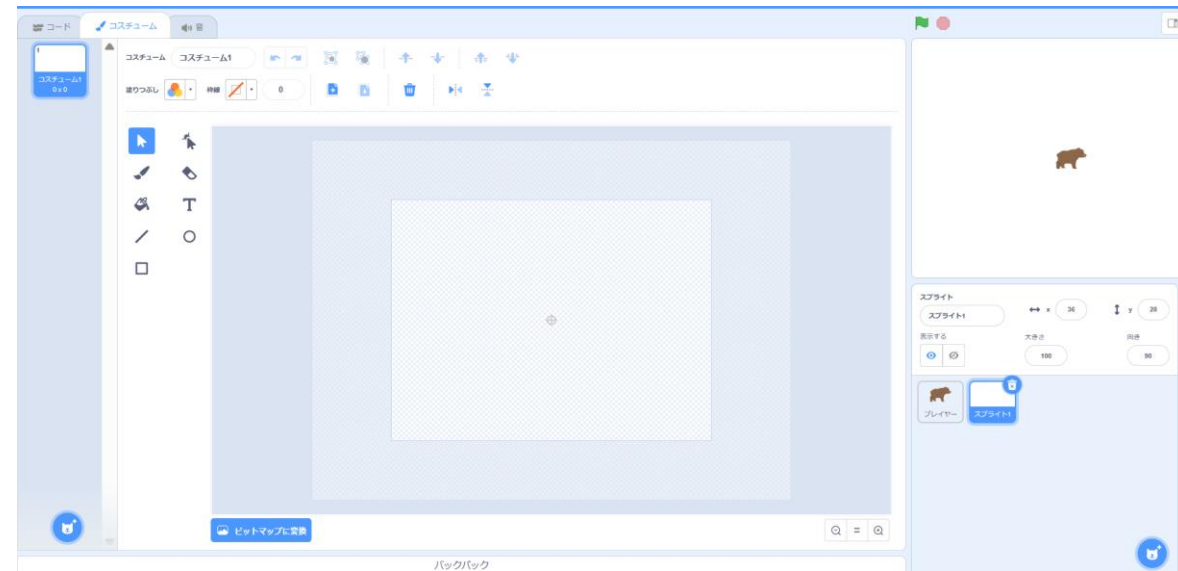 コード コスチューム 音
1
コスチューム1
0 x 0
コスチューム コスチューム1
塗りつぶし 枠線 0
T
ビットマップに変換
=
バックパック
スプライト
スプライト1 x 36 y 28
表示する 大きさ 向き
100 90
プレイヤー スプライト1